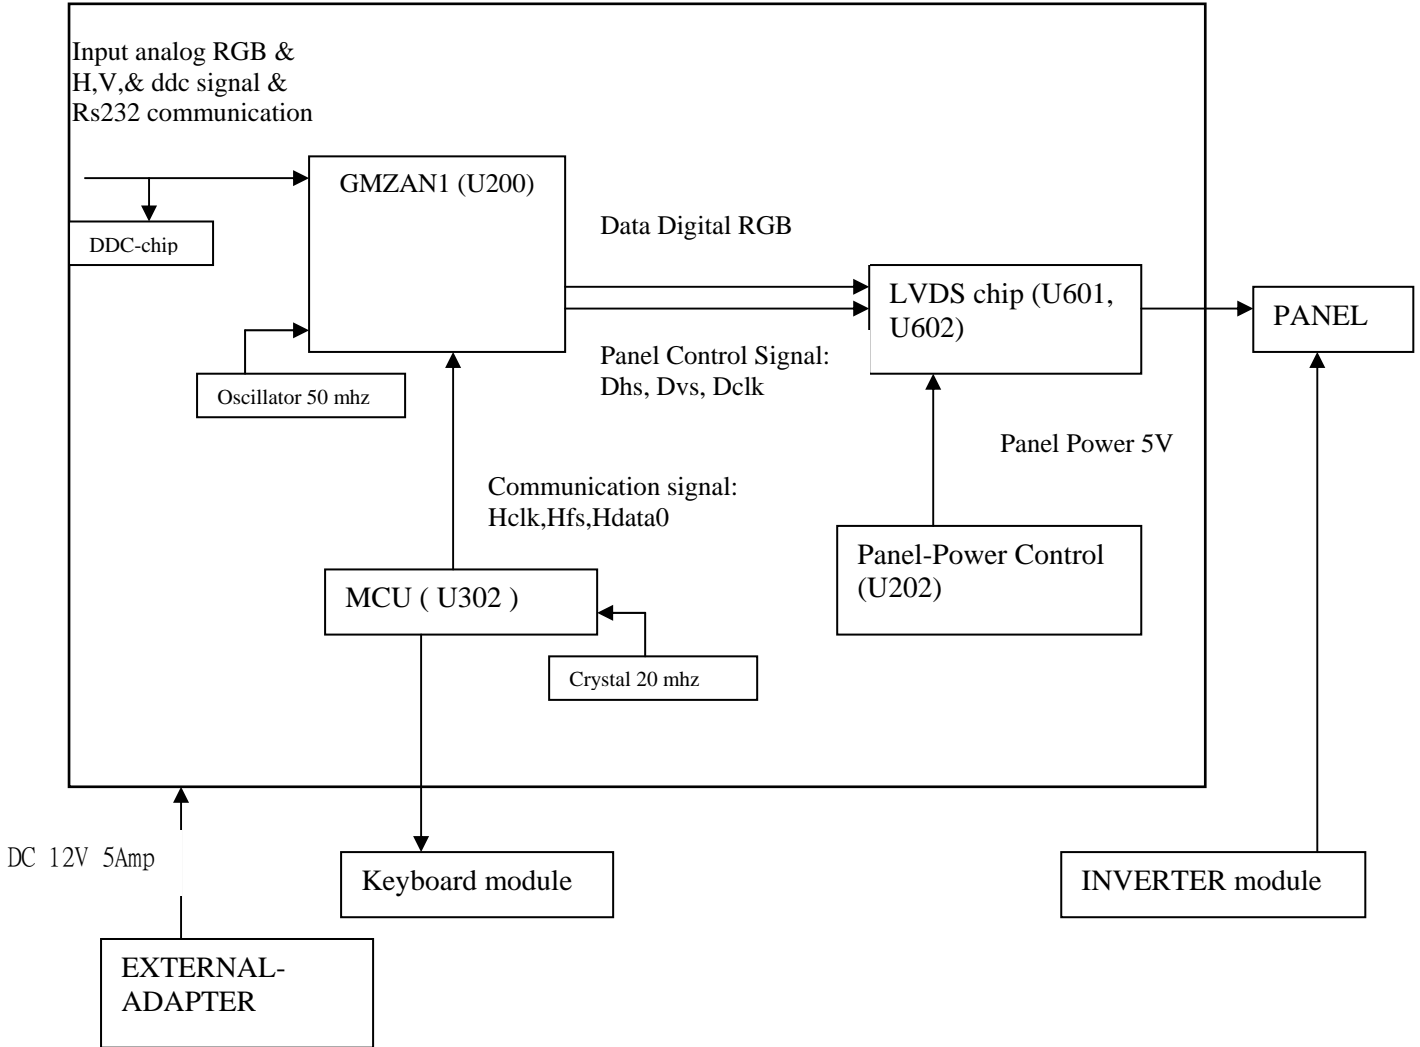 Input analog RGB &
H,V,& ddc signal &
Rs232 communication
GMZAN1 (U200)
DDC-chip
Data Digital RGB
LVDS chip (U601,
U602)
PANEL
Oscillator 50 mhz
Panel Control Signal:
Dhs, Dvs, Dclk
Panel Power 5V
Communication signal:
Hclk,Hfs,Hdata0
Panel-Power Control
(U202)
MCU ( U302 )
Crystal 20 mhz
DC 12V 5Amp
Keyboard module
INVERTER module
EXTERNAL-
ADAPTER